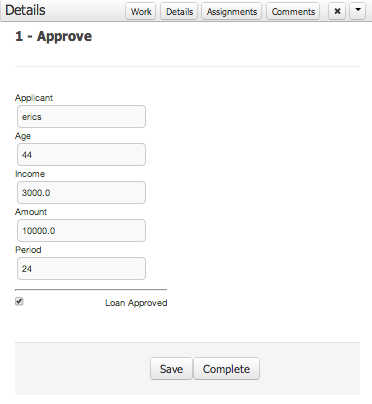 Details Work Details Assignments Comments
1 - Approve
Applicant
erics
Age
44
Income
3000.0
Amount
10000.0
Period
24
Loan Approved
Save Complete